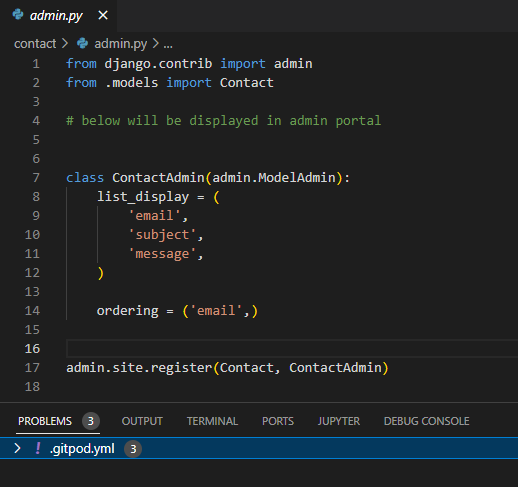 admin.py ×
contact > admin.py > ...
1 from django.contrib import admin
2 from .models import Contact
3
4 # below will be displayed in admin portal
5
6
7 class ContactAdmin(admin.ModelAdmin):
8     list_display = (
9         'email',
10         'subject',
11         'message',
12     )
13
14     ordering = ('email',)
15
16
17 admin.site.register(Contact, ContactAdmin)
18
PROBLEMS 3 OUTPUT TERMINAL PORTS JUPYTER DEBUG CONSOLE
> ! .gitpod.yml 3